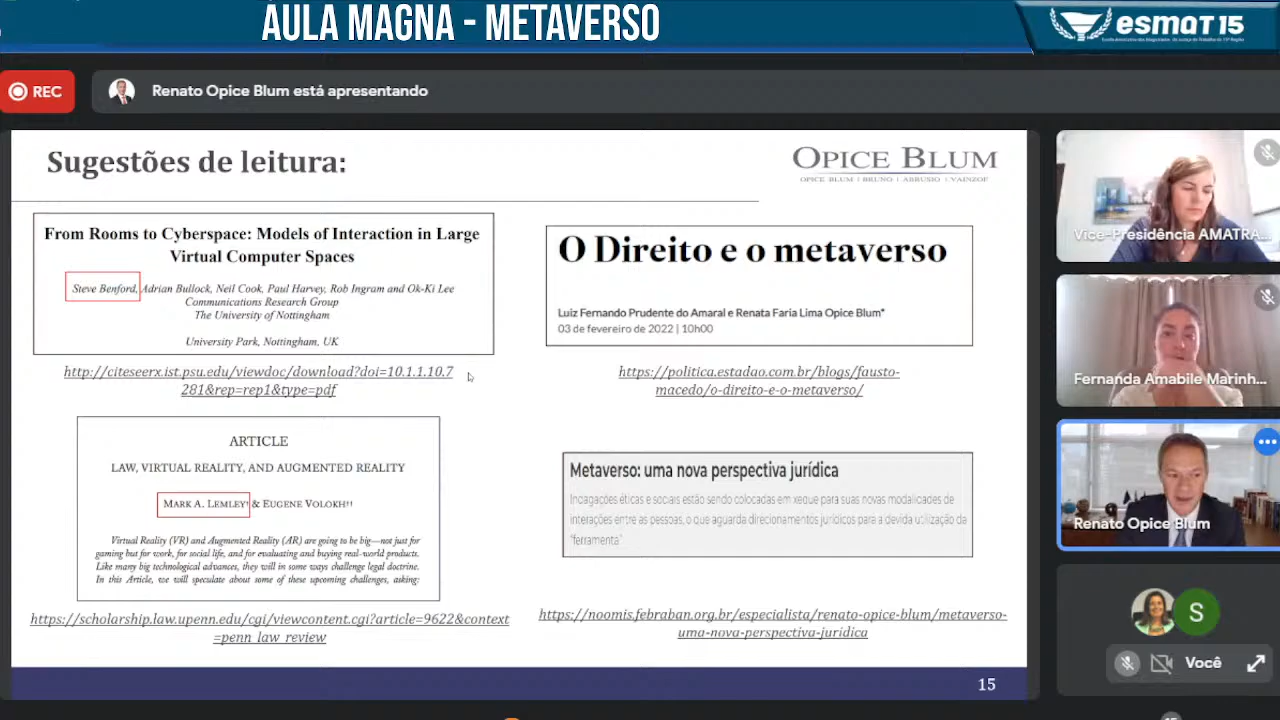 AULA MAGNA - METAVERSO
esmat 15
REC
Renato Opice Blum está apresentando
Sugestões de leitura:
OPICE BLUM
OPICE BLUM | BRUNO | ABRUSIO | VAINZOF
From Rooms to Cyberspace: Models of Interaction in Large
Virtual Computer Spaces
Steve Benford, Adrian Bullock, Neil Cook, Paul Harvey, Rob Ingram and Ok-Ki Lee
Communications Research Group
The University of Nottingham
University Park, Nottingham, UK
http://citeseerx.ist.psu.edu/viewdoc/download?doi=10.1.1.10.7
281&rep=rep1&type=pdf
O Direito e o metaverso
Luiz Fernando Prudente do Amaral e Renata Faria Lima Opice Blum*
03 de fevereiro de 2022 | 10h00
https://politica.estadao.com.br/blogs/fausto-
macedo/o-direito-e-o-metaverso/
ARTICLE
LAW, VIRTUAL REALITY, AND AUGMENTED REALITY
MARK A. LEMLEY† & EUGENE VOLOKH††
Virtual Reality (VR) and Augmented Reality (AR) are going to be big—not just for
gaming but for work, for social life, and for evaluating and buying real-world products.
Like many big technological advances, they will in some ways challenge legal doctrine.
In this Article, we will speculate about some of these upcoming challenges, asking:
https://scholarship.law.upenn.edu/cgi/viewcontent.cgi?article=9622&context
=penn_law_review
Metaverso: uma nova perspectiva jurídica
Indagações éticas e sociais estão sendo colocadas em xeque para suas novas modalidades de
interações entre as pessoas, o que aguarda direcionamentos jurídicos para a devida utilização da
"ferramenta"
https://noomis.febraban.org.br/especialista/renato-opice-blum/metaverso-
uma-nova-perspectiva-juridica
15
Vice-Presidência AMATRA...
Fernanda Amabile Marinh...
Renato Opice Blum
S
Você